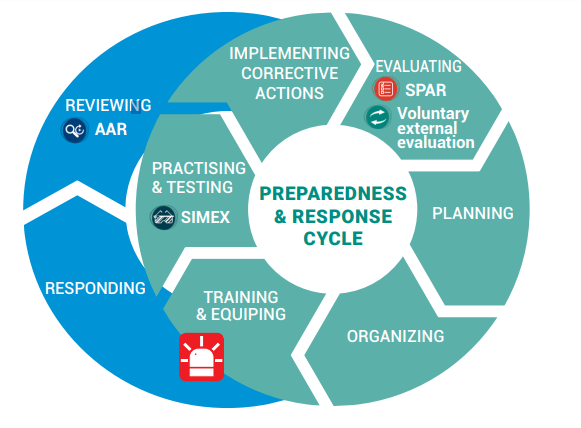 IMPLEMENTING
CORRECTIVE
ACTIONS
EVALUATING
SPAR
Voluntary
external
evaluation
PLANNING
ORGANIZING
TRAINING
& EQUIPING
PRACTISING
& TESTING
SIMEX
REVIEWING
AAR
RESPONDING
PREPAREDNESS
& RESPONSE
CYCLE